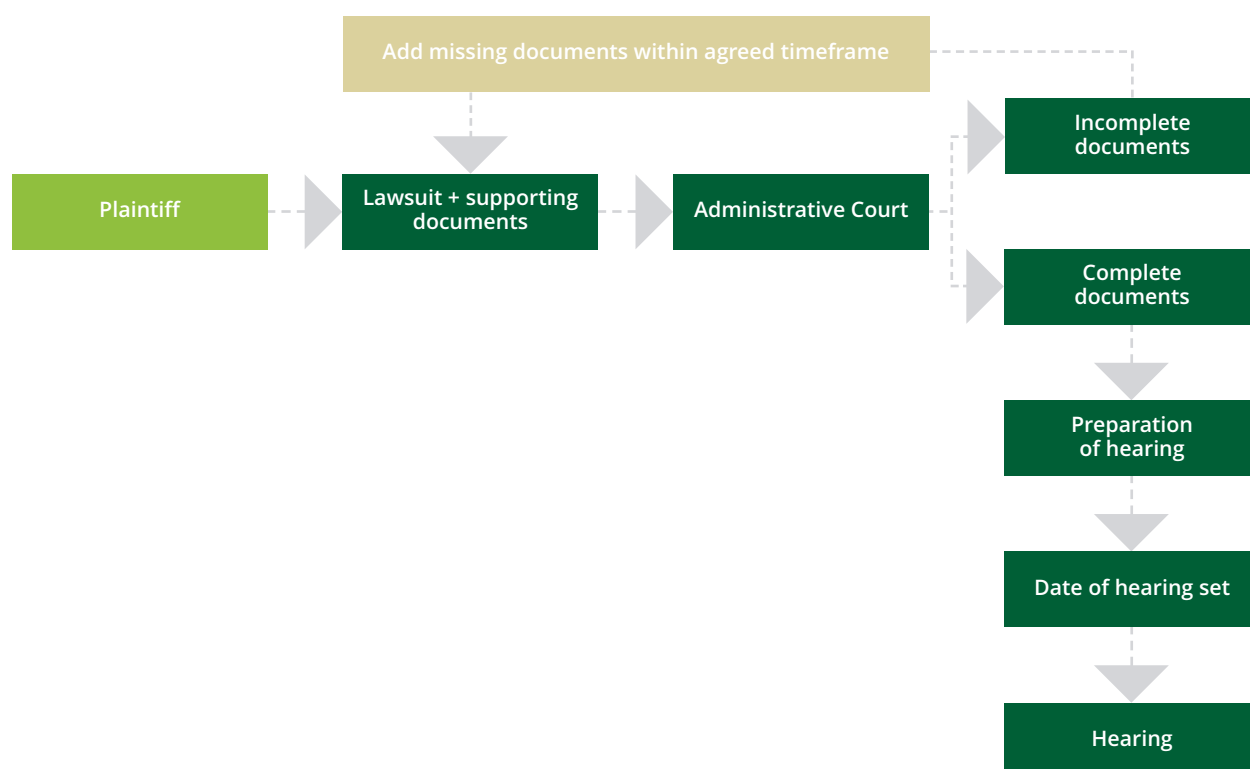 Add missing documents within agreed timeframe
Incomplete
documents
Plaintiff
Lawsuit + supporting
documents
Administrative Court
Complete
documents
Preparation
of hearing
Date of hearing set
Hearing